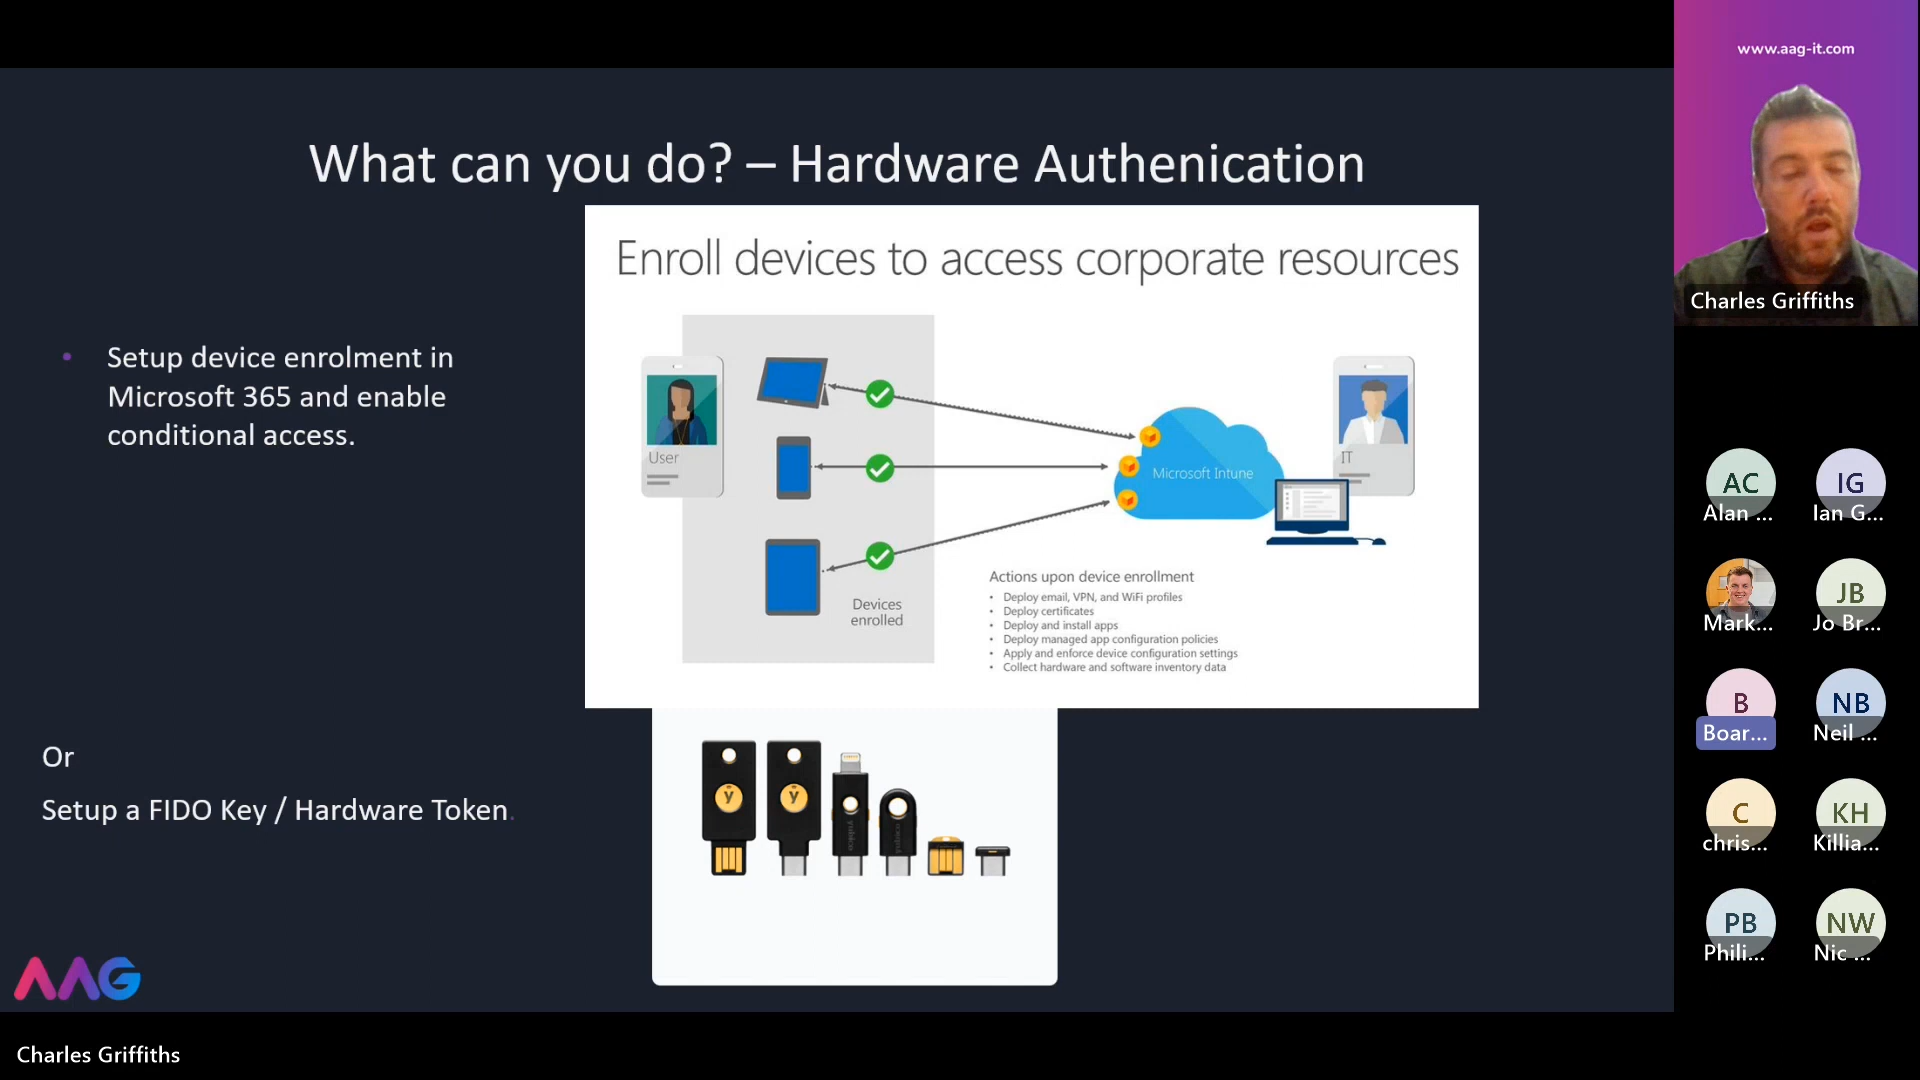 www.aag-it.com
What can you do? – Hardware Authenication
Charles Griffiths
Enroll devices to access corporate resources
• Setup device enrolment in
Microsoft 365 and enable
conditional access.
User
IT
Microsoft Intune
Devices
enrolled
Actions upon device enrollment
• Deploy email, VPN, and WiFi profiles
• Deploy certificates
• Deploy and install apps
• Deploy managed app configuration policies
• Apply and enforce device configuration settings
• Collect hardware and software inventory data
Or
Setup a FIDO Key / Hardware Token.
y
y
yubico
AAG
AC
Alan ...
IG
Ian G...
Mark...
JB
Jo Br...
B
Boar...
NB
Neil ...
C
chris...
KH
Killia...
PB
Phili...
NW
Nic ...
Charles Griffiths